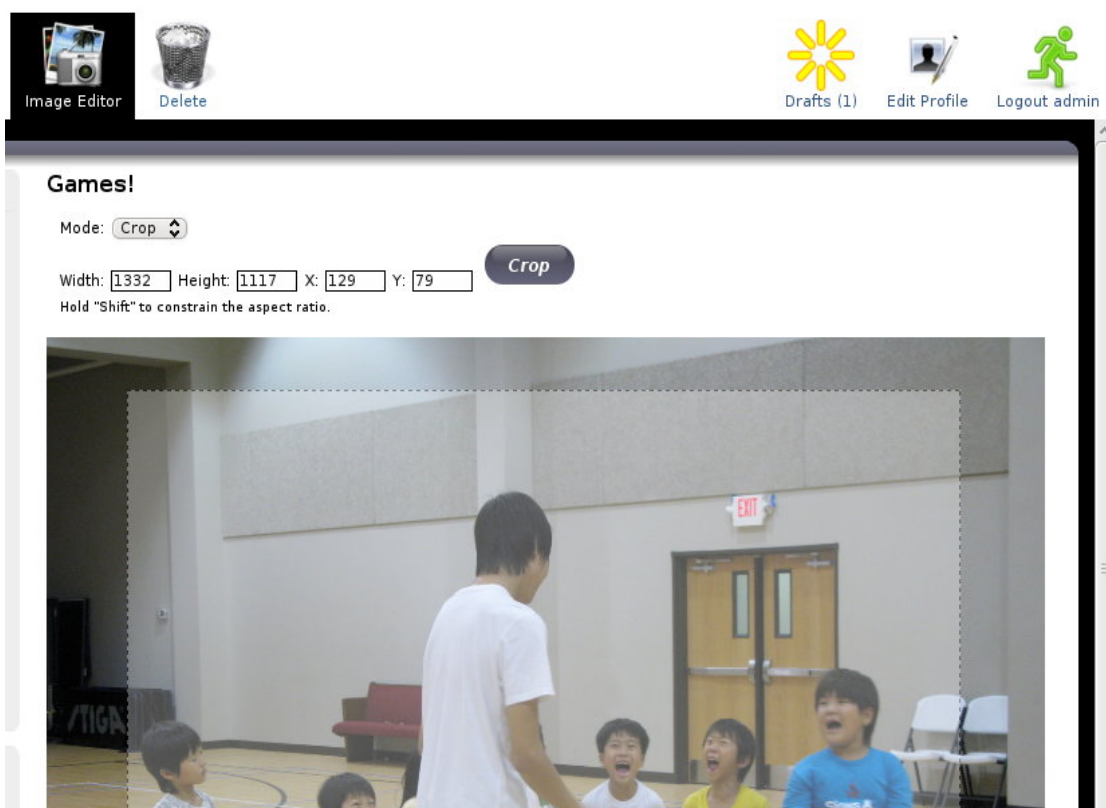 Image Editor
Delete
Drafts (1)
Edit Profile
Logout admin
Games!
Mode: Crop
Width: 1332 Height: 1117 X: 129 Y: 79 Crop
Hold "Shift" to constrain the aspect ratio.
EXIT
STIGA